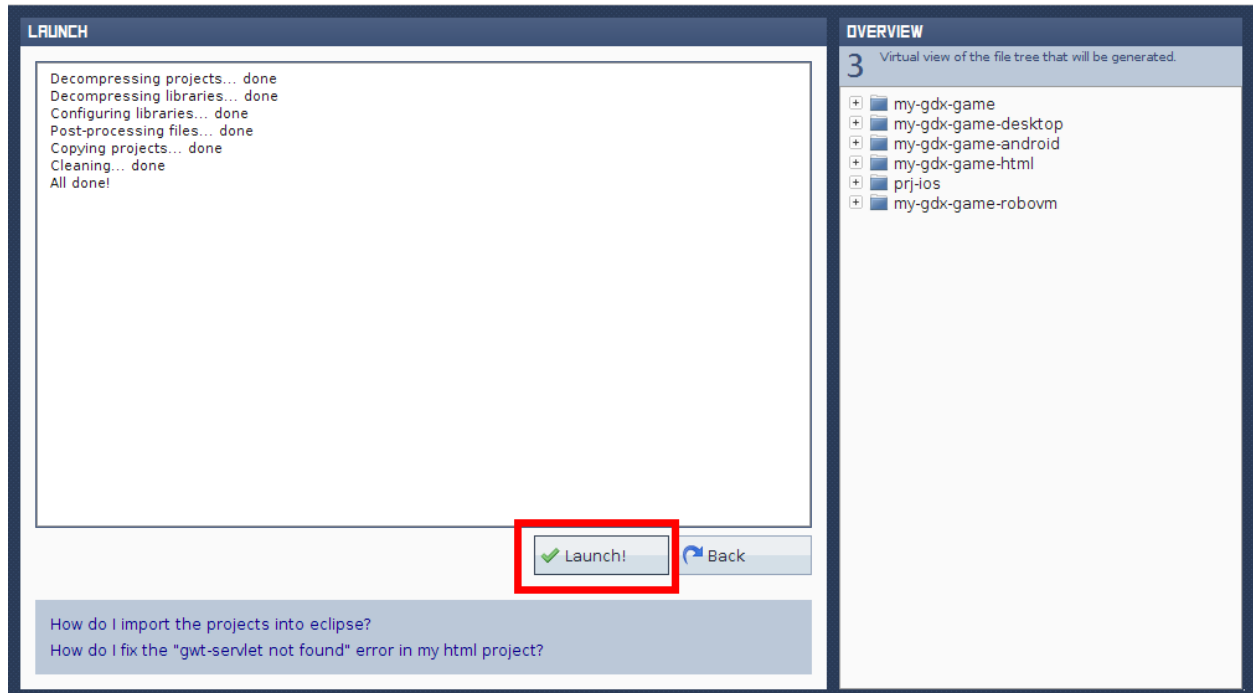 LAUNCH
Decompressing projects... done
Decompressing libraries... done
Configuring libraries... done
Post-processing files... done
Copying projects... done
Cleaning... done
All done!
Launch!
Back
How do I import the projects into eclipse?
How do I fix the "gwt-servlet not found" error in my html project?
OVERVIEW
3 Virtual view of the file tree that will be generated.
my-gdx-game
my-gdx-game-desktop
my-gdx-game-android
my-gdx-game-html
prj-ios
my-gdx-game-robovm